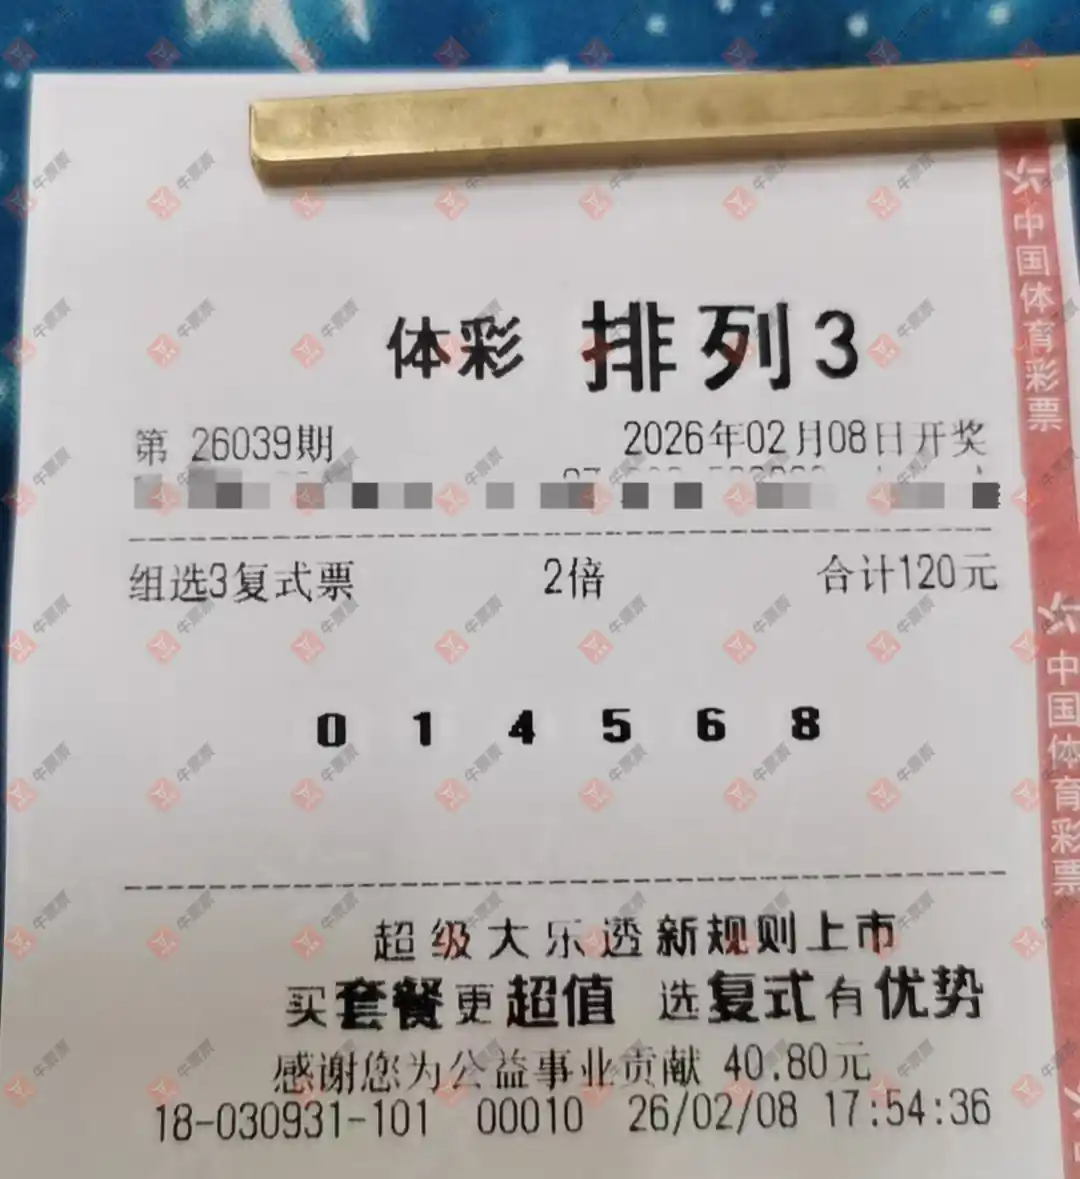 体彩 排列3
第 26039期 2026年02月08日开奖
组选3复式票 2倍 合计120元
0 1 4 5 6 8
超级大乐透新规则上市
买套餐更超值 选复式有优势
感谢您为公益事业贡献 40.80元
18-030931-101 00010 26/02/08 17:54:36
中国体育彩票
中国体育彩票
牛票票